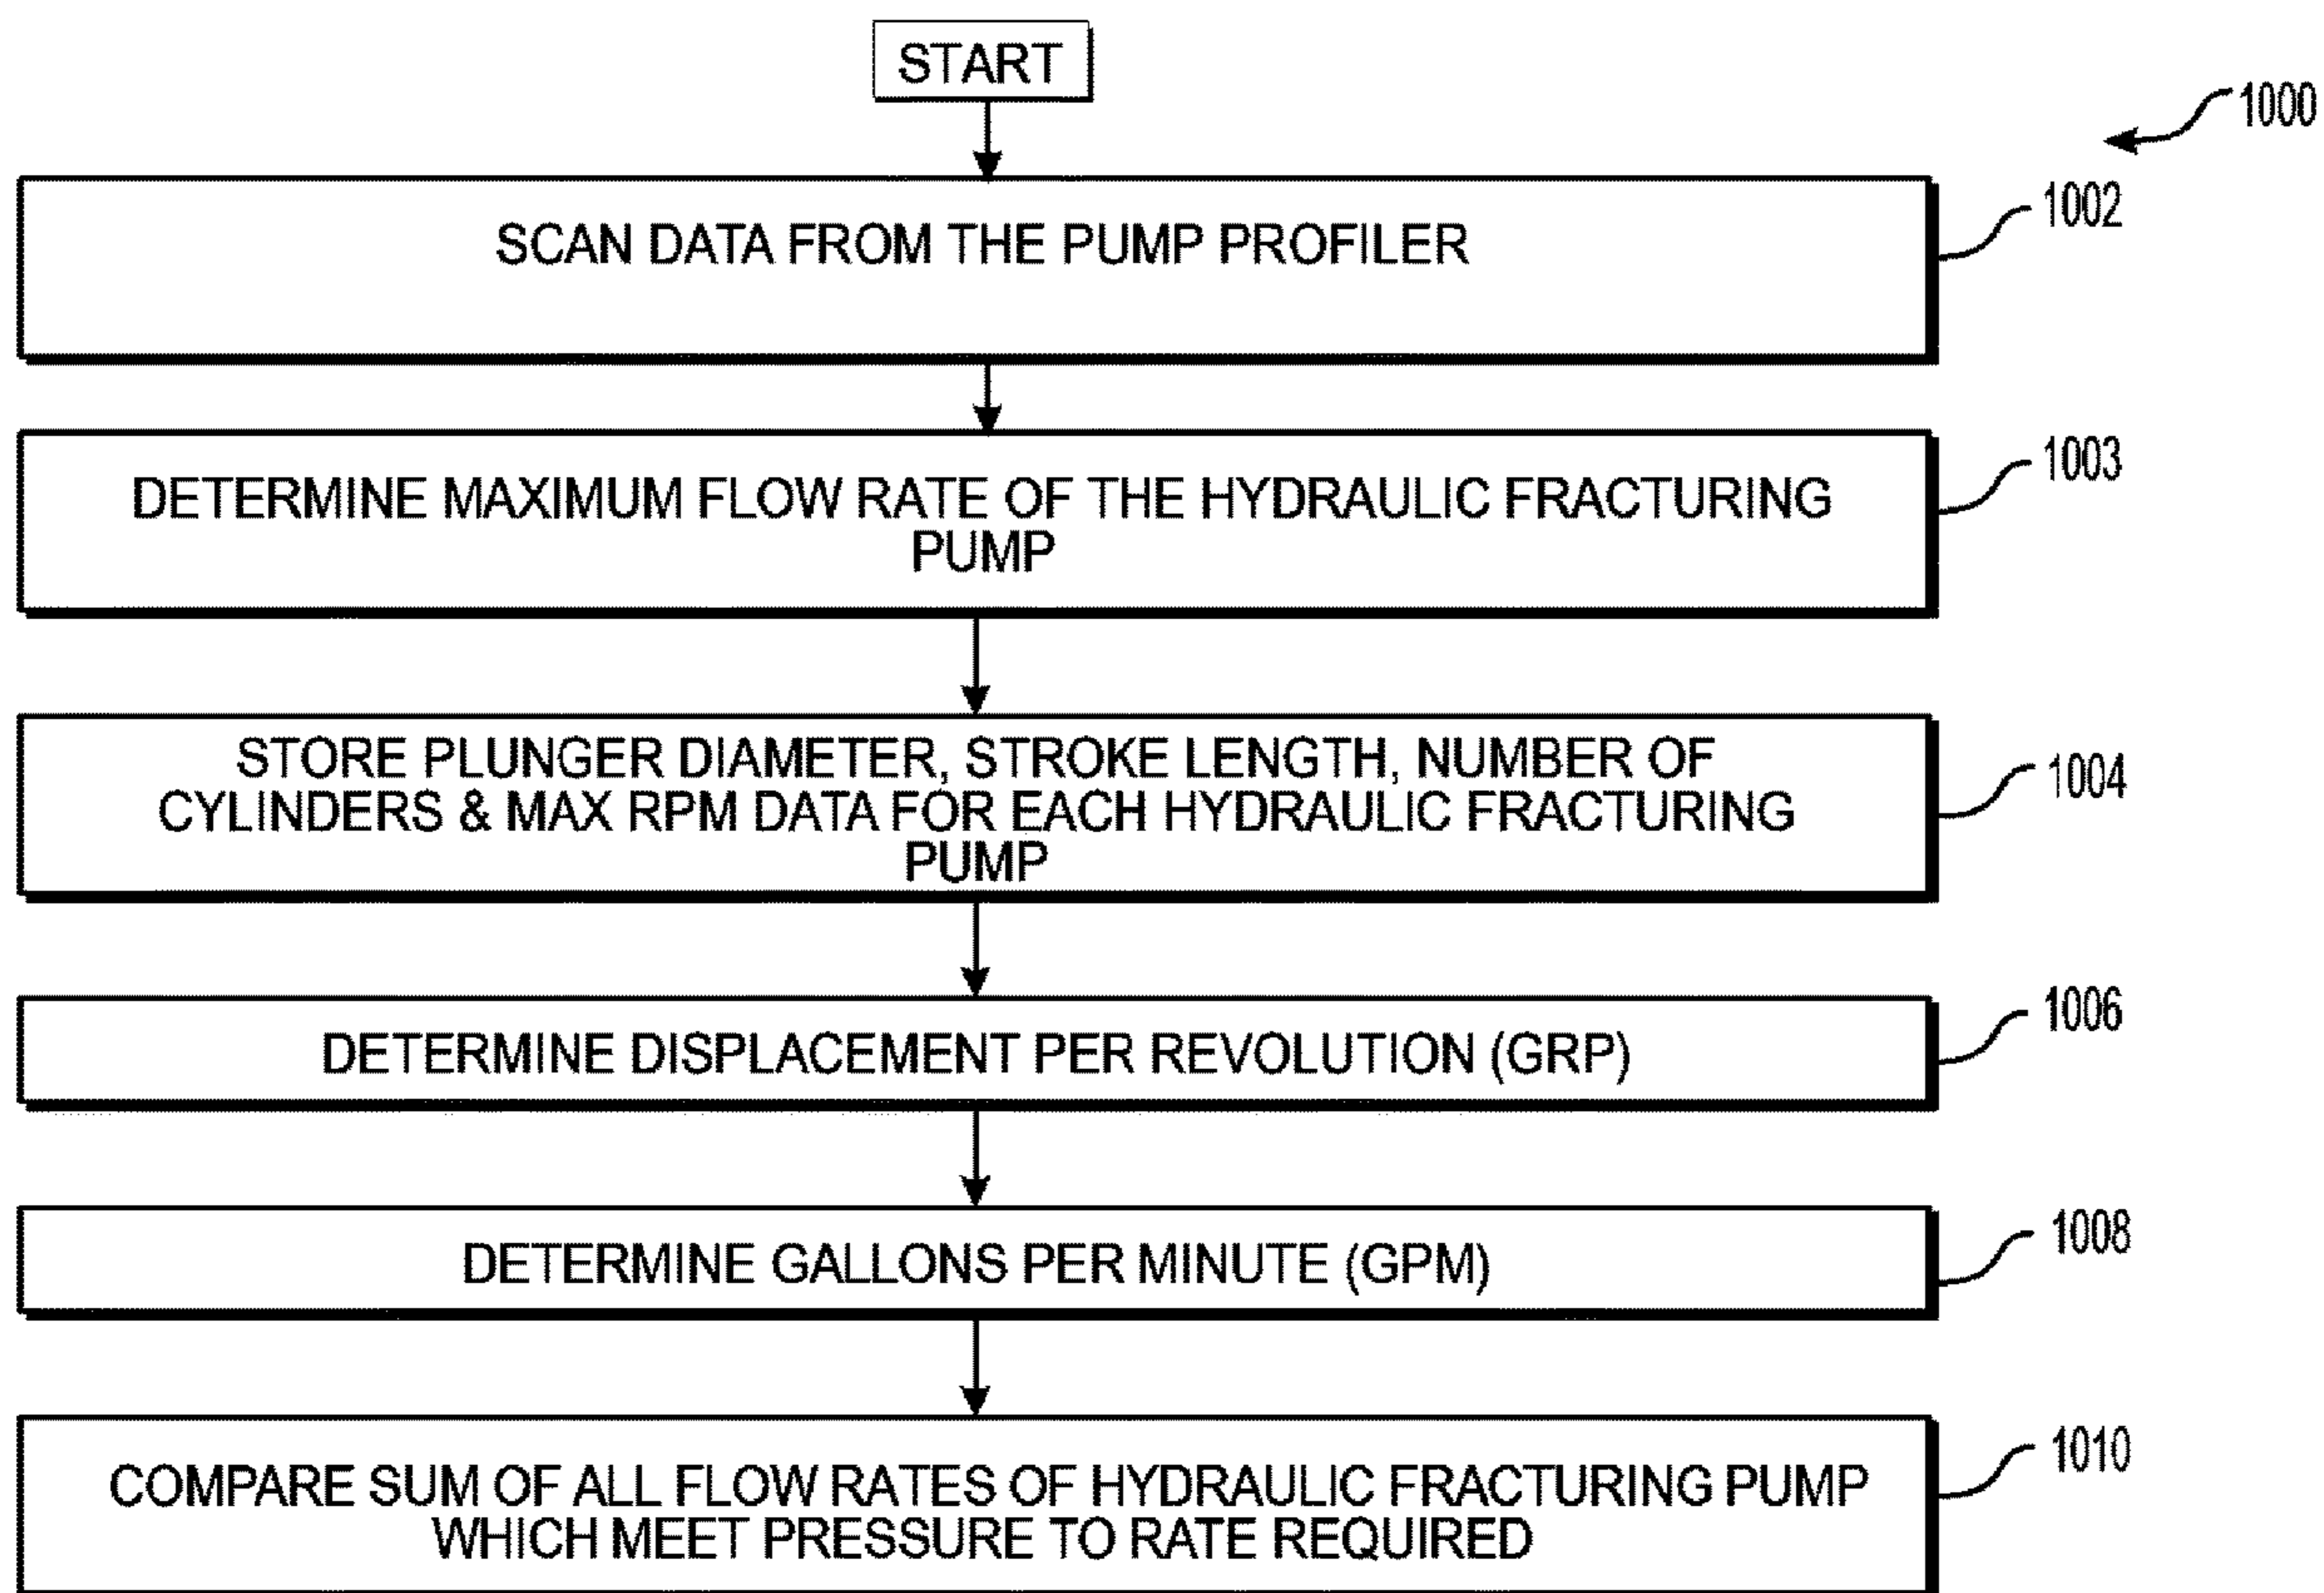 START
1000
SCAN DATA FROM THE PUMP PROFILER
1002
DETERMINE MAXIMUM FLOW RATE OF THE HYDRAULIC FRACTURING
PUMP
1003
STORE PLUNGER DIAMETER, STROKE LENGTH, NUMBER OF
CYLINDERS & MAX RPM DATA FOR EACH HYDRAULIC FRACTURING
PUMP
1004
DETERMINE DISPLACEMENT PER REVOLUTION (GRP)
1006
DETERMINE GALLONS PER MINUTE (GPM)
1008
COMPARE SUM OF ALL FLOW RATES OF HYDRAULIC FRACTURING PUMP
WHICH MEET PRESSURE TO RATE REQUIRED
1010